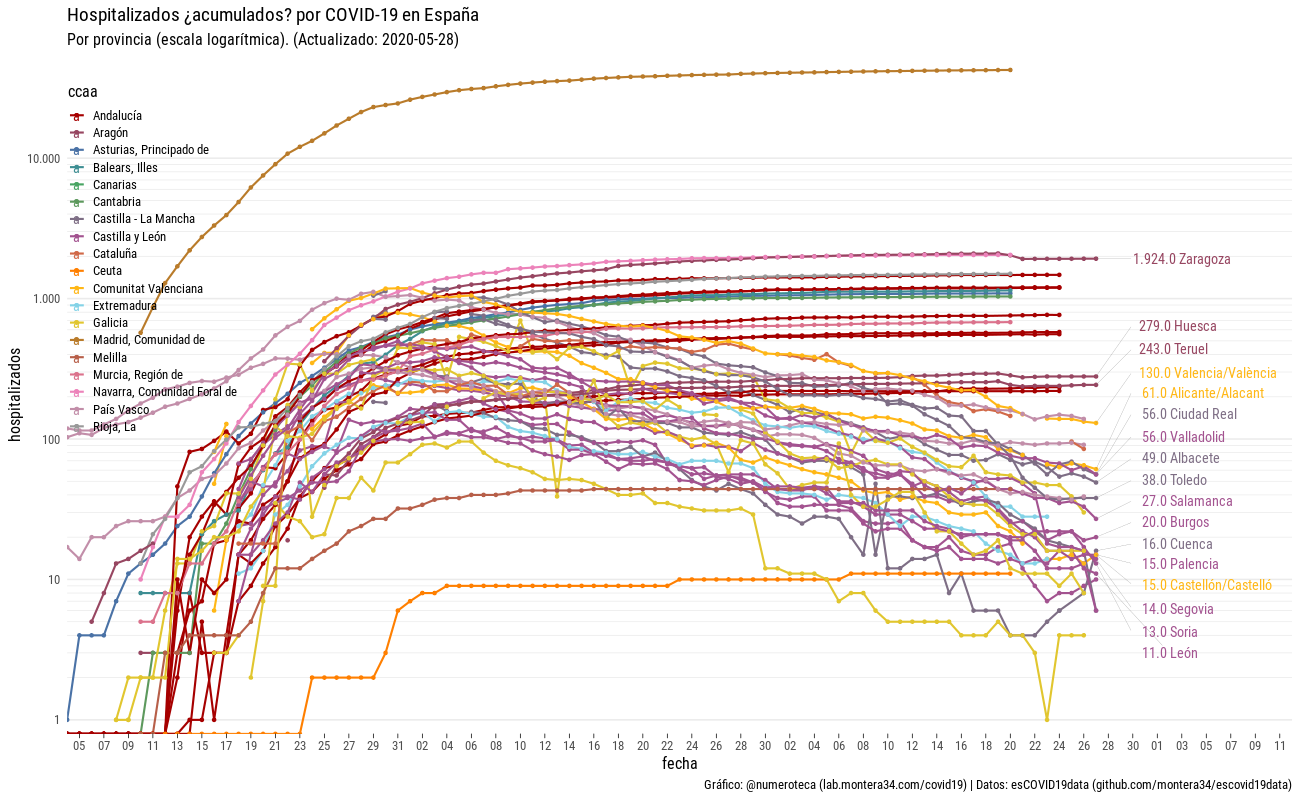 Hospitalizados ¿acumulados? por COVID-19 en España
Por provincia (escala logarítmica). (Actualizado: 2020-05-28)
ccaa
Andalucía
Aragón
Asturias, Principado de
Balears, Illes
Canarias
Cantabria
Castilla - La Mancha
Castilla y León
Cataluña
Ceuta
Comunitat Valenciana
Extremadura
Galicia
Madrid, Comunidad de
Melilla
Murcia, Región de
Navarra, Comunidad Foral de
País Vasco
Rioja, La
hospitalizados
10.000
1.000
100
10
1
1.924.0 Zaragoza
279.0 Huesca
243.0 Teruel
130.0 Valencia/València
61.0 Alicante/Alacant
56.0 Ciudad Real
56.0 Valladolid
49.0 Albacete
38.0 Toledo
27.0 Salamanca
20.0 Burgos
16.0 Cuenca
15.0 Palencia
15.0 Castellón/Castelló
14.0 Segovia
13.0 Soria
11.0 León
05 07 09 11 13 15 17 19 21 23 25 27 29 31 02 04 06 08 10 12 14 16 18 20 22 24 26 28 30 02 04 06 08 10 12 14 16 18 20 22 24 26 28 30 01 03 05 07 09 11
fecha
Gráfico: @numeroteca (lab.montera34.com/covid19) | Datos: esCOVID19data (github.com/montera34/escovid19data)